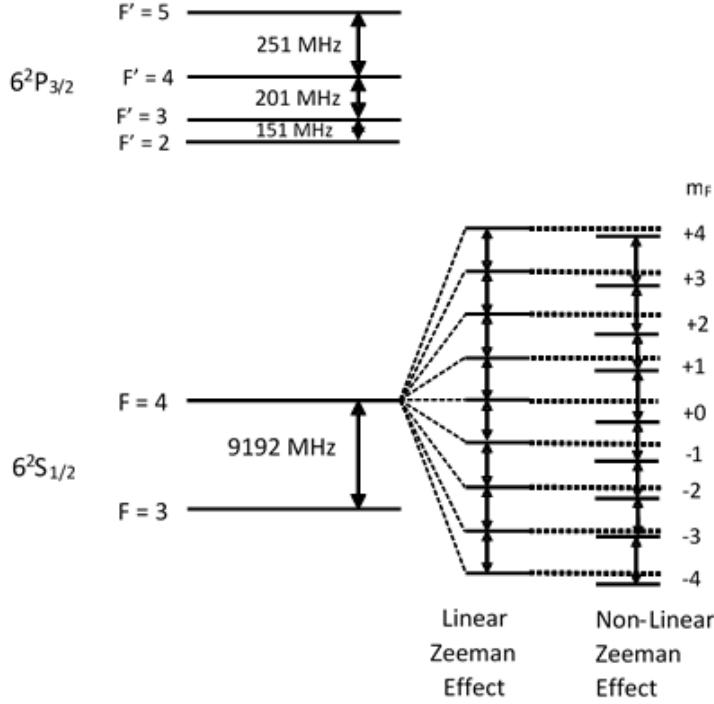 F' = 5
251 MHz
6²P₃/₂
F' = 4
201 MHz
F' = 3
151 MHz
F' = 2
mF
+4
+3
+2
+1
F = 4
+0
9192 MHz
-1
6²S₁/₂
-2
F = 3
-3
-4
Linear
Zeeman
Effect
Non-Linear
Zeeman
Effect